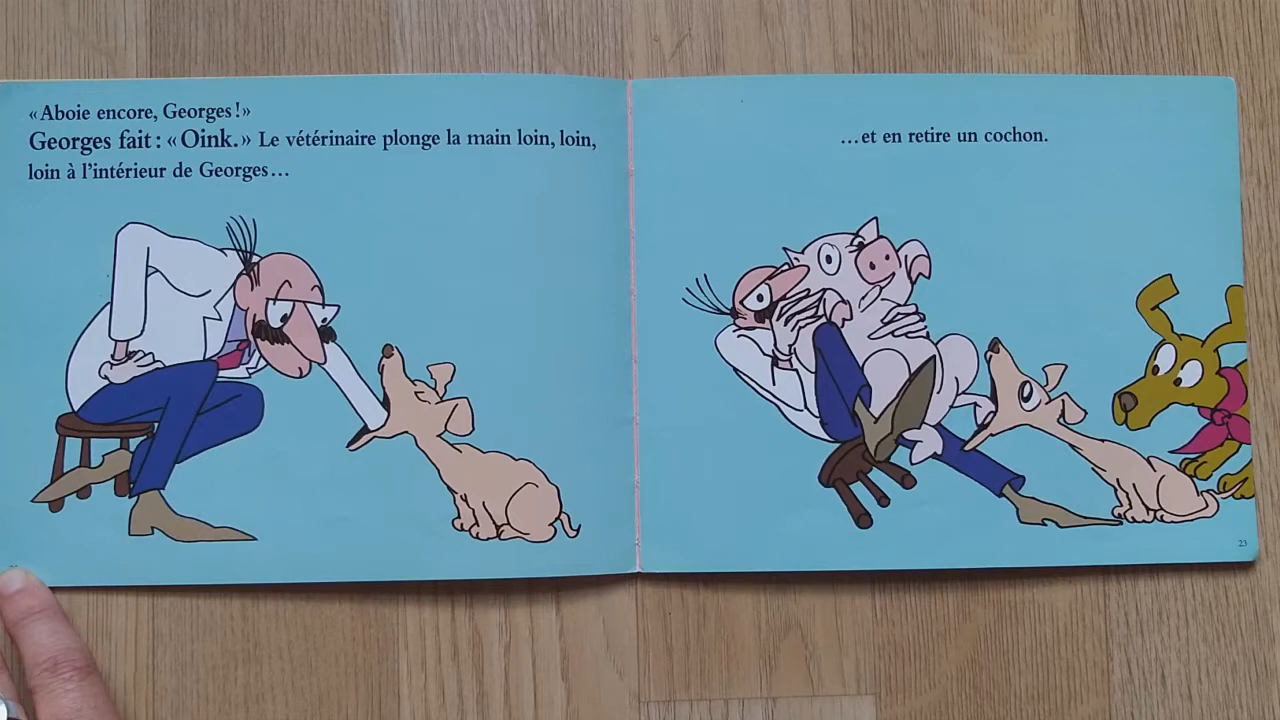 « Aboie encore, Georges ! »
Georges fait : « Oink. » Le vétérinaire plonge la main loin, loin,
loin à l'intérieur de Georges…
…et en retire un cochon.
23